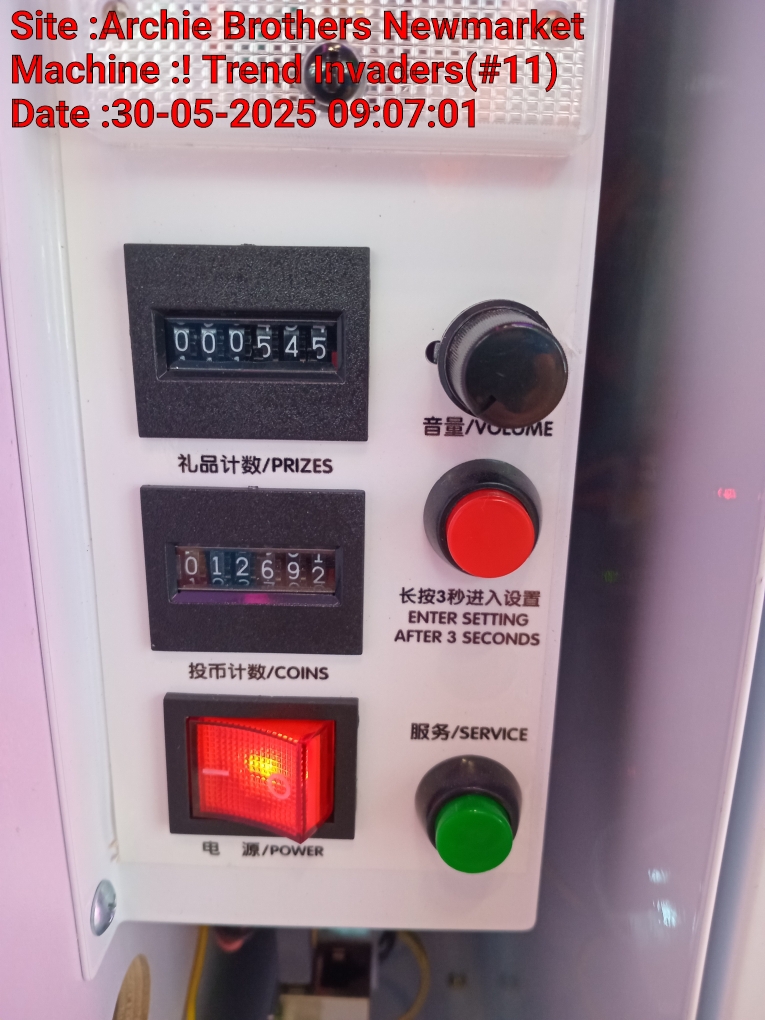 Site :Archie Brothers Newmarket
Machine :! Trend Invaders(#11)
Date :30-05-2025 09:07:01
000545
礼品计数/PRIZES
音量/VOLUME
012692
投币计数/COINS
长按3秒进入设置
ENTER SETTING
AFTER 3 SECONDS
服务/SERVICE
电 源/POWER